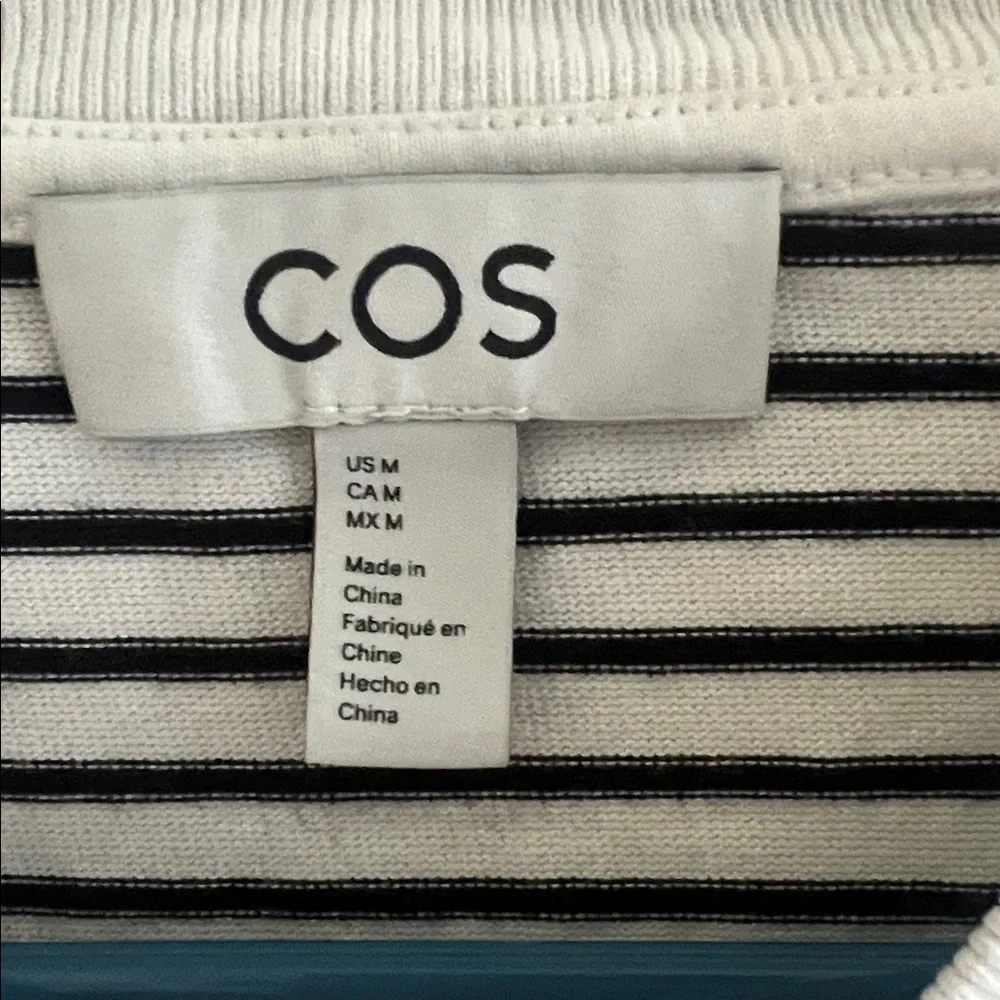 COS
US M
CA M
MX M
Made in
China
Fabriqué en
Chine
Hecho en
China